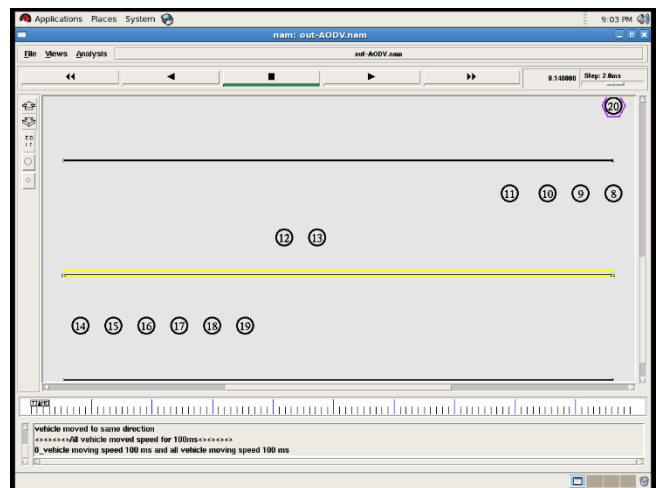 Applications Places System 9:03 PM
nam: out-AODV.nam
File Views Analysis out-AODV.nam
0.148000 Step: 2.0ms
20
11 10 9 8
12 13
14 15 16 17 18 19
TIME
vehicle moved to same direction
<><><><>All vehicle moved speed for 100ms<><><><>
8_vehicle moving speed 100 ms and all vehicle moving speed 100 ms